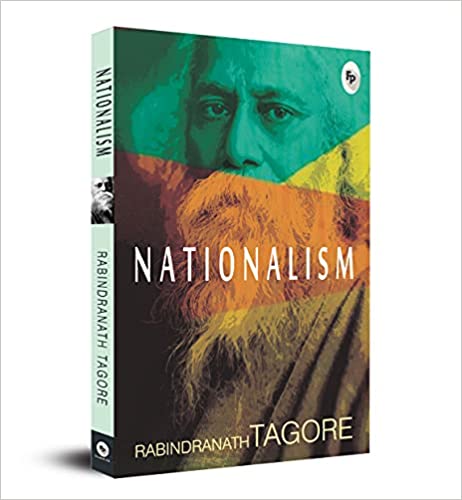 NATIONALISM
RABINDRANATH TAGORE
FP
NATIONALISM
RABINDRANATH TAGORE